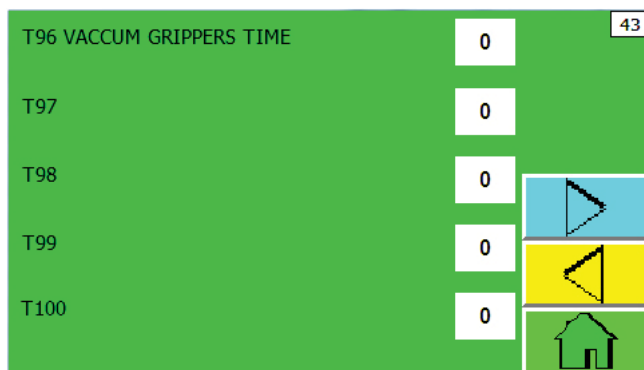 43
T96 VACCUM GRIPPERS TIME 0
T97 0
T98 0
T99 0
T100 0